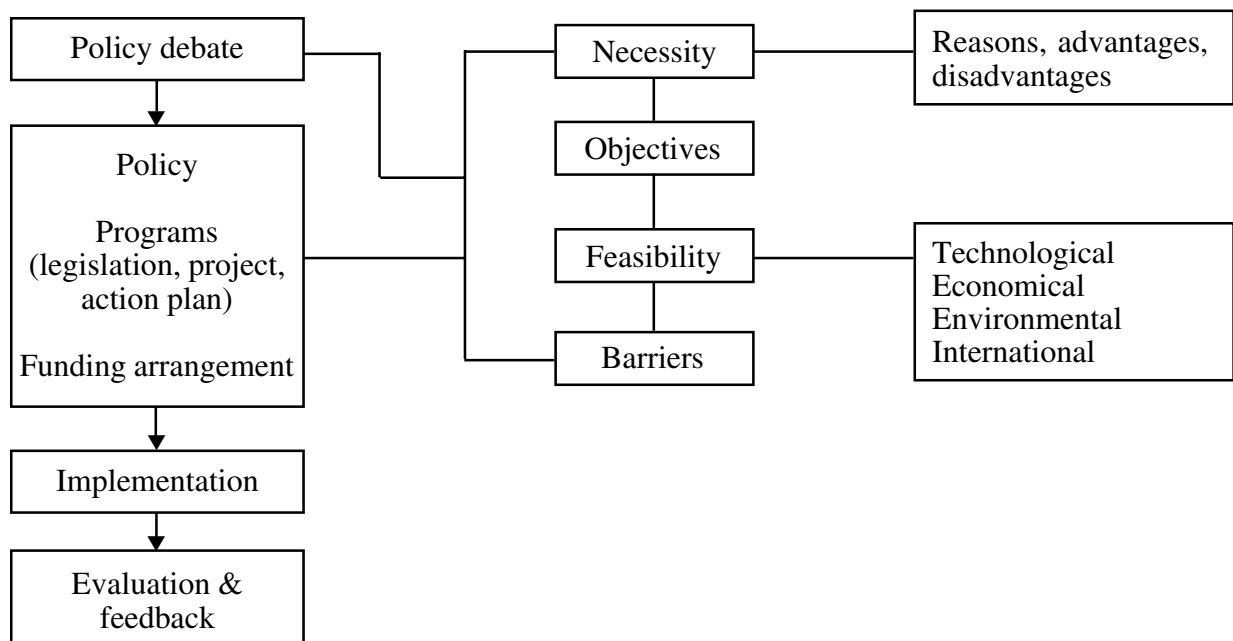 Policy debate
Policy
Programs
(legislation, project,
action plan)
Funding arrangement
Implementation
Evaluation &
feedback
Necessity
Objectives
Feasibility
Barriers
Reasons, advantages,
disadvantages
Technological
Economical
Environmental
International